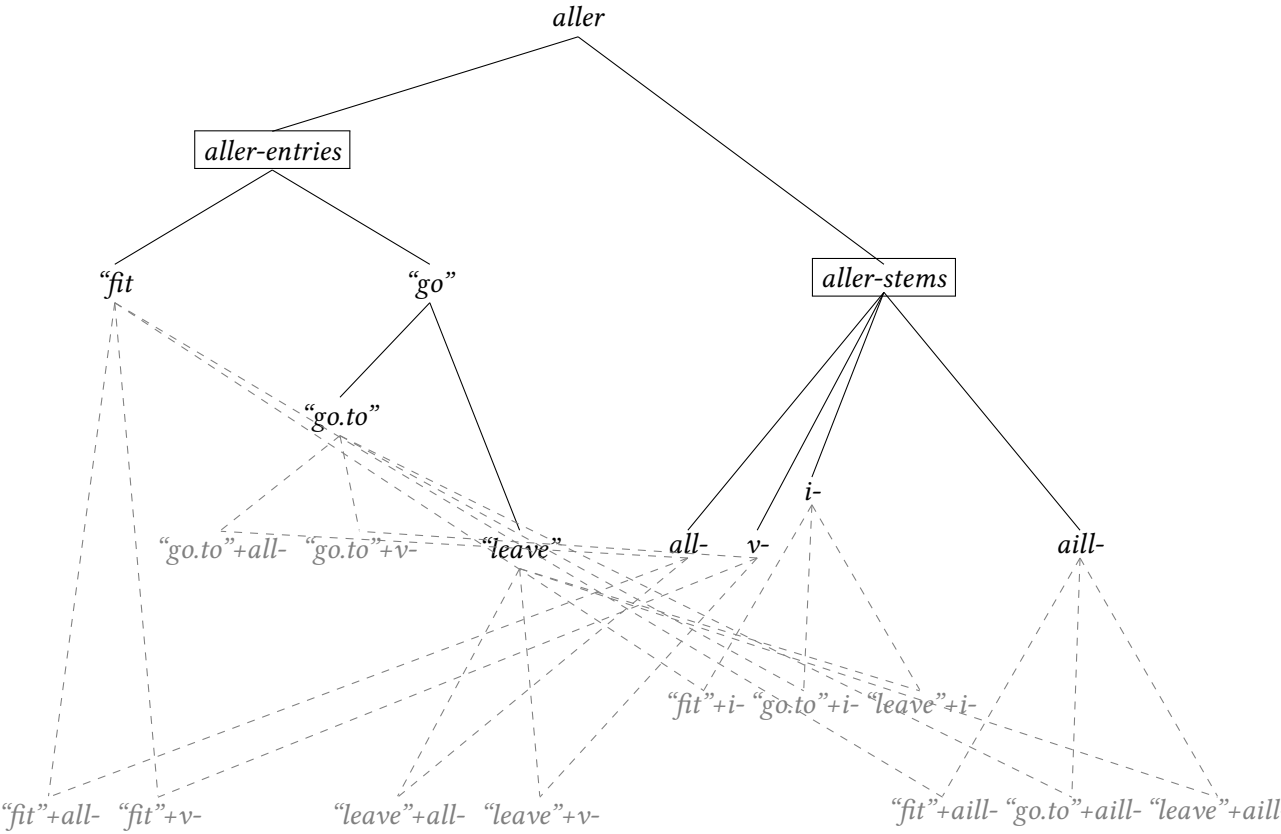 aller
aller-entries
“fit
“go”
aller-stems
“go.to”
i-
“go.to”+all-
“go.to”+v-
“leave”
all-
v-
aill-
“fit”+i-
“go.to”+i-
“leave”+i-
“fit”+all-
“fit”+v-
“leave”+all-
“leave”+v-
“fit”+aill-
“go.to”+aill-
“leave”+aill